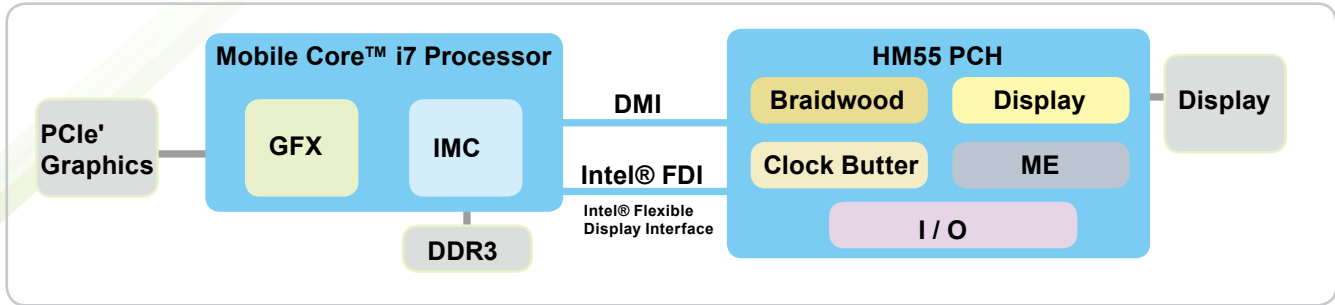 Mobile Core™ i7 Processor
GFX
IMC
PCIe'
Graphics
DDR3
DMI
Intel® FDI
Intel® Flexible
Display Interface
HM55 PCH
Braidwood
Display
Clock Butter
ME
I / O
Display